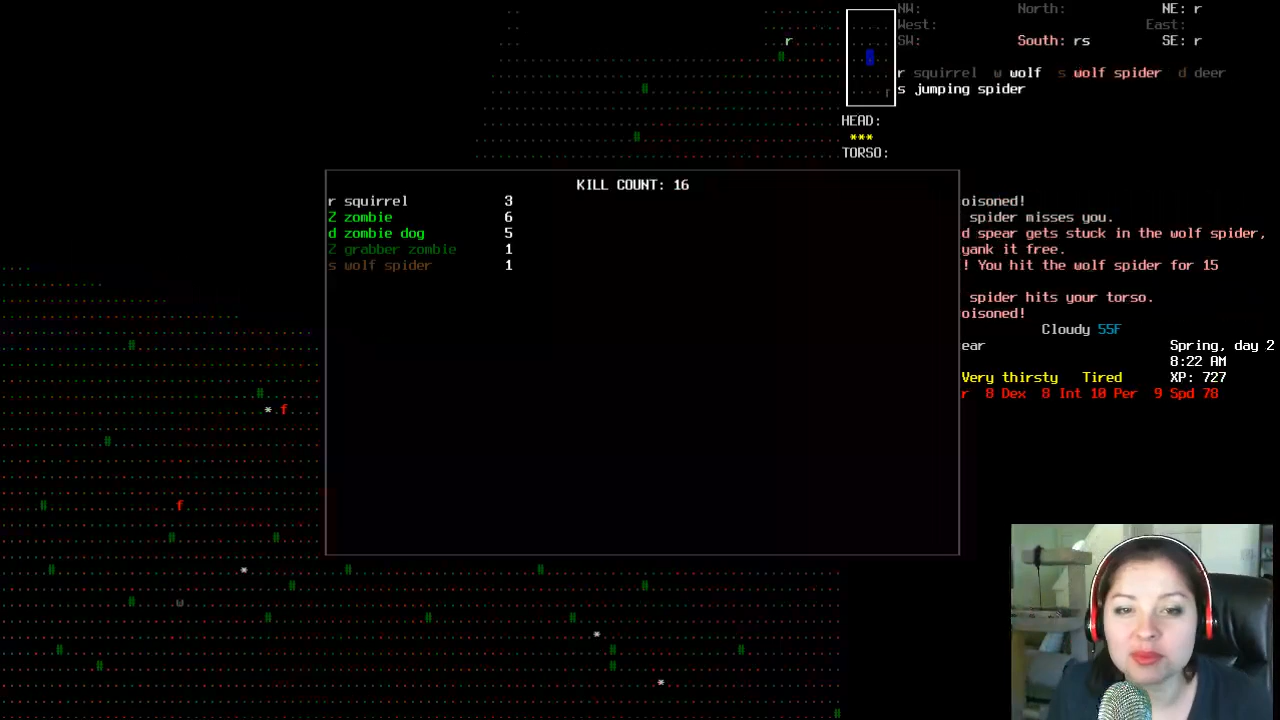 NW: North: NE: r
West: East:
SW: South: rs SE: r
r squirrel w wolf s wolf spider d deer
s jumping spider
HEAD:
***
TORSO:
KILL COUNT: 16
r squirrel 3
Z zombie 6
d zombie dog 5
Z grabber zombie 1
s wolf spider 1
oisoned!
spider misses you.
d spear gets stuck in the wolf spider,
yank it free.
! You hit the wolf spider for 15
spider hits your torso.
oisoned!
Cloudy 55F
ear Spring, day 2
8:22 AM
Very thirsty Tired XP: 727
r 8 Dex 8 Int 10 Per 9 Spd 78